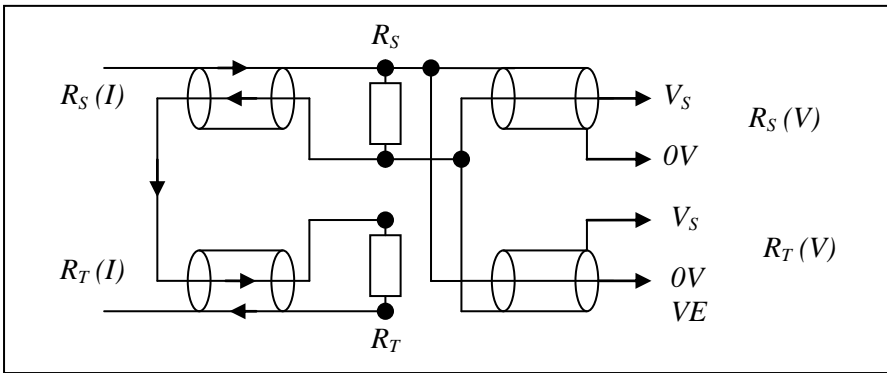 R_S
R_S (I)
V_S
R_S (V)
0V
V_S
R_T (V)
R_T (I)
0V
VE
R_T